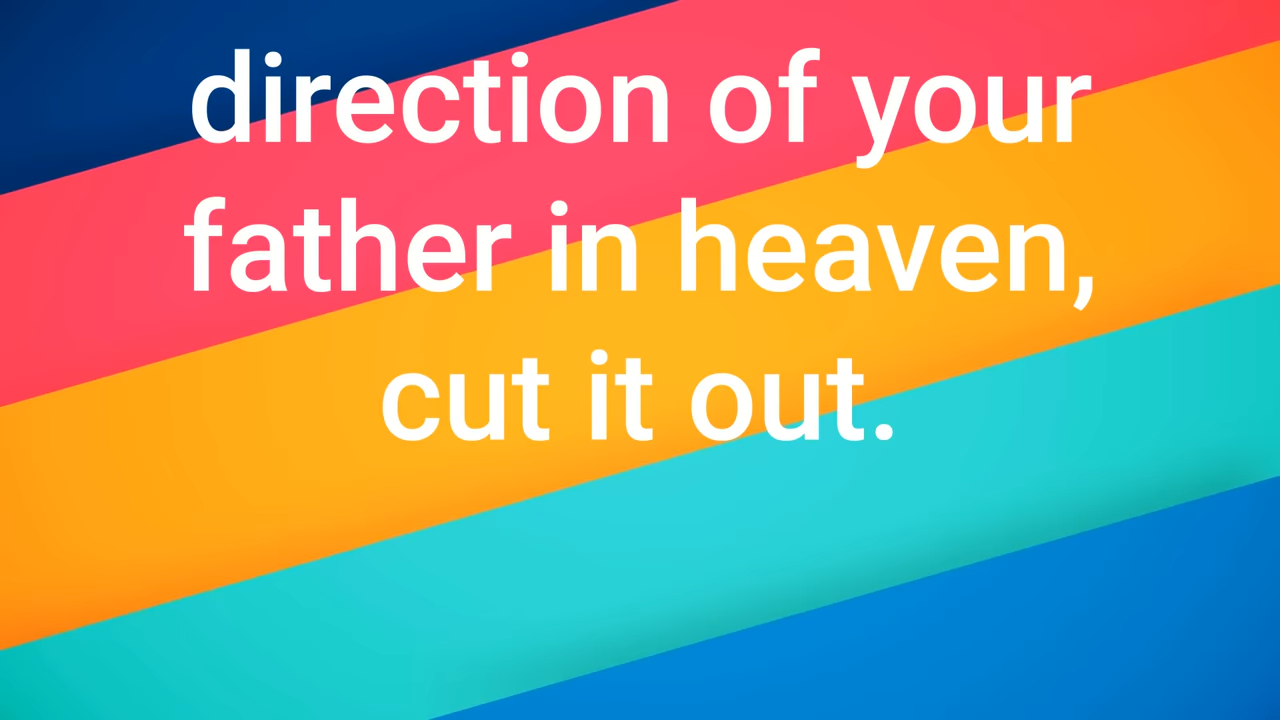 direction of your
father in heaven,
cut it out.